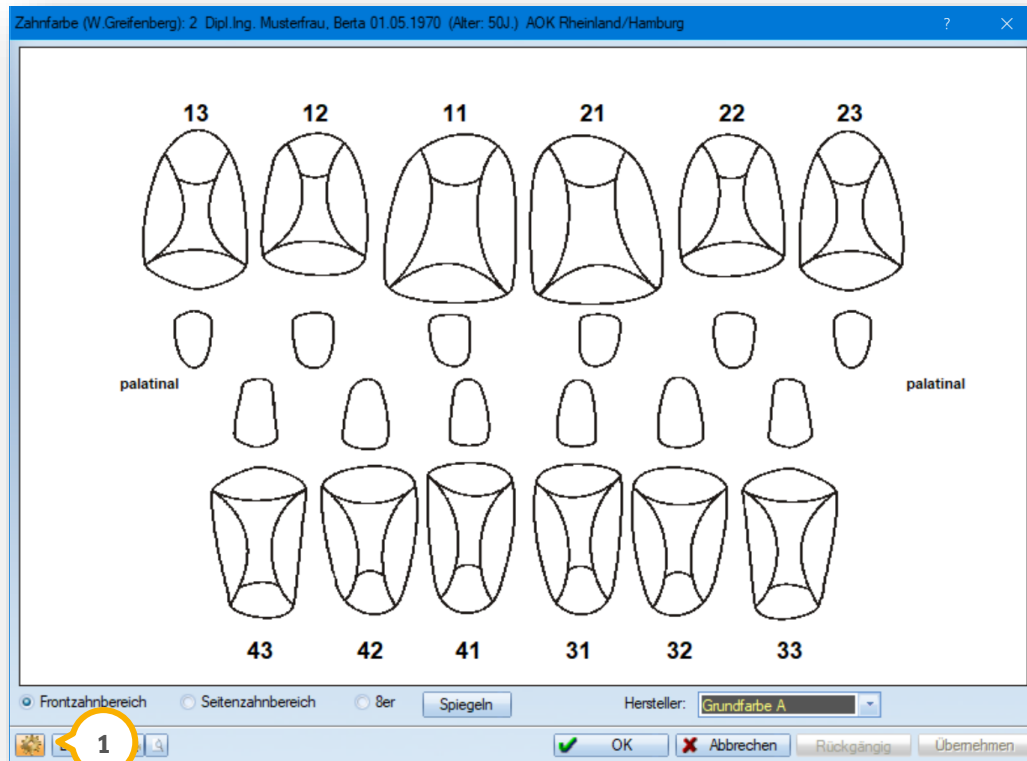 Zahnfarbe (W.Greifenberg): 2 Dipl.Ing. Musterfrau, Berta 01.05.1970 (Alter: 50J.) AOK Rheinland/Hamburg ?
13 12 11 21 22 23
palatinal palatinal
43 42 41 31 32 33
Frontzahnbereich Seitenzahnbereich 8er Spiegeln Hersteller: Grundfarbe A
1 OK Abbrechen Rückgängig Übernehmen